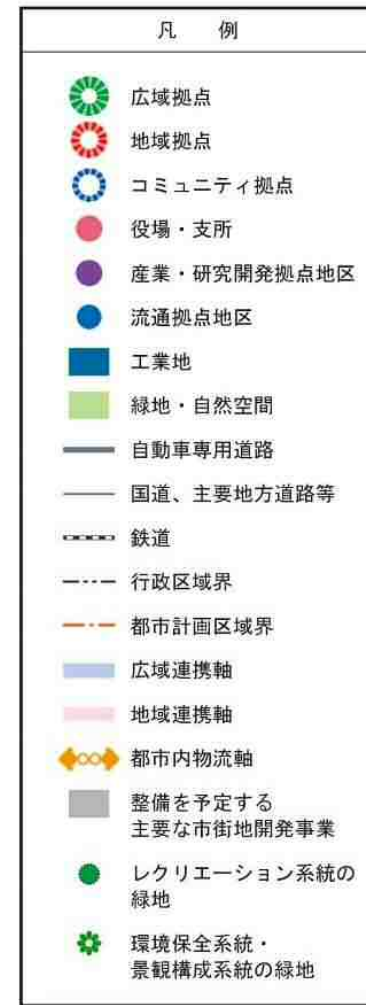 凡　例
広域拠点
地域拠点
コミュニティ拠点
役場・支所
産業・研究開発拠点地区
流通拠点地区
工業地
緑地・自然空間
自動車専用道路
国道、主要地方道路等
鉄道
行政区域界
都市計画区域界
広域連携軸
地域連携軸
都市内物流軸
整備を予定する
主要な市街地開発事業
レクリエーション系統の
緑地
環境保全系統・
景観構成系統の緑地